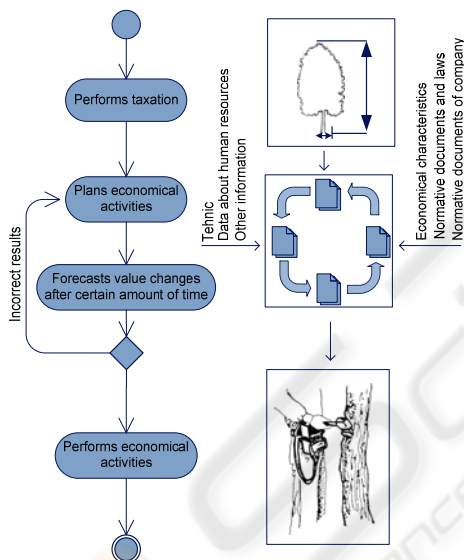 Performs taxation
Plans economical
activities
Incorrect results
Forecasts value changes
after certain amount of time
Performs economical
activities
Tehnic
Data about human resources
Other information
Economical characteristics
Normative documents and laws
Normative documents of company